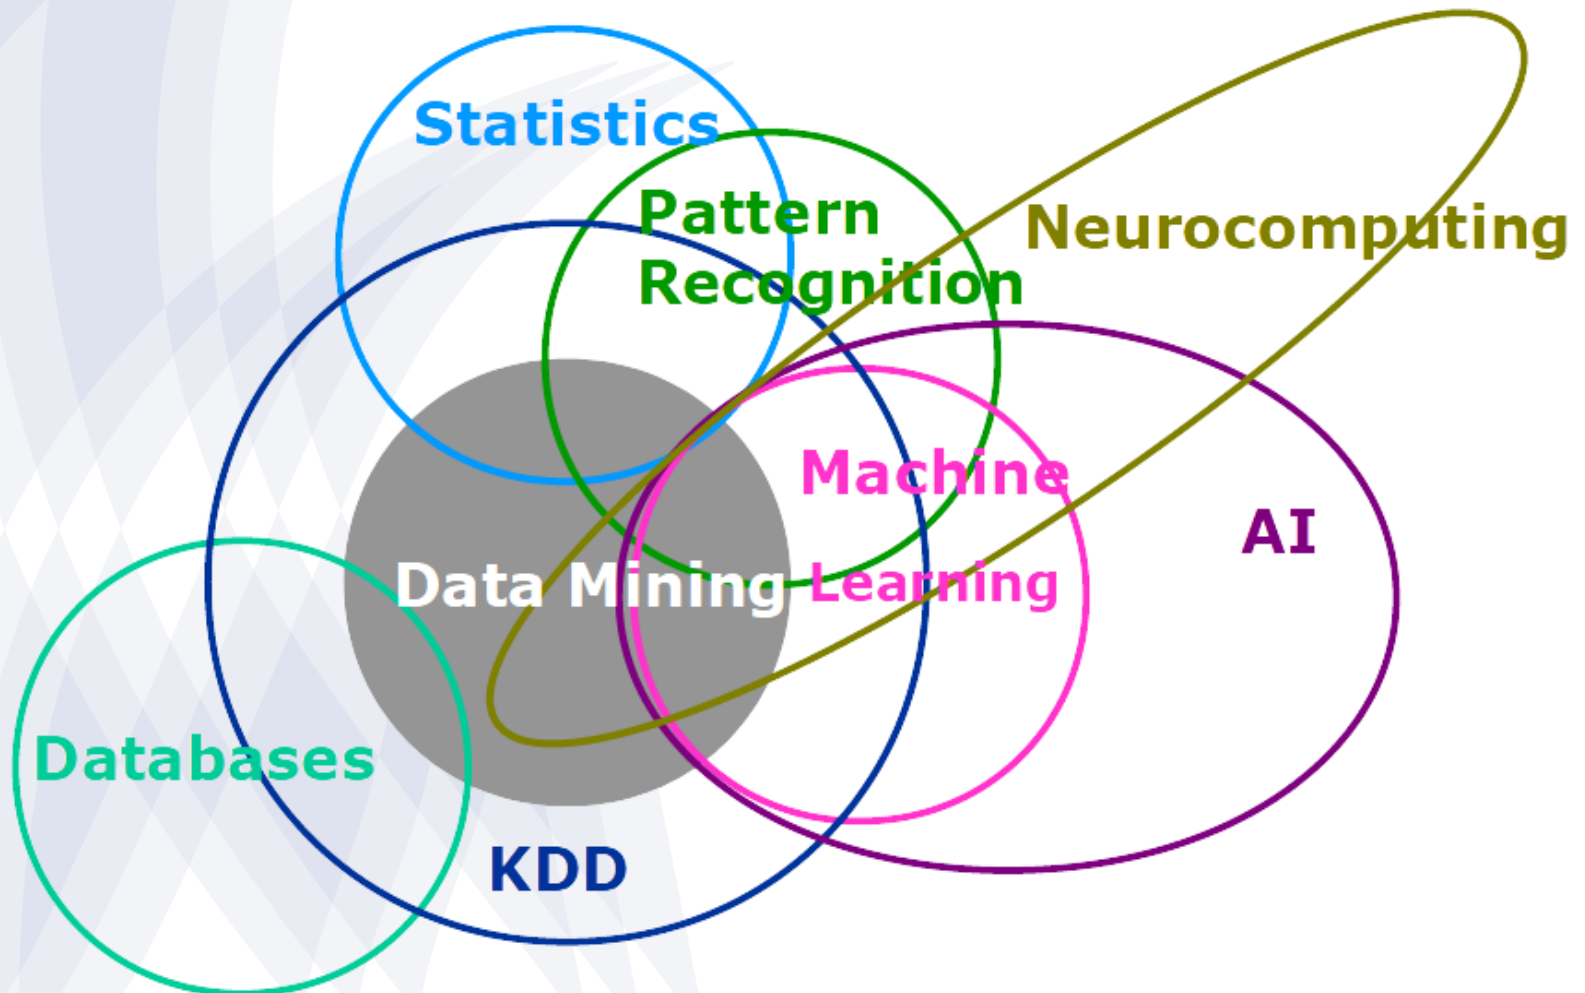 Statistics
Pattern
Recognition
Neurocomputing
Machine
AI
Data Mining
Learning
Databases
KDD